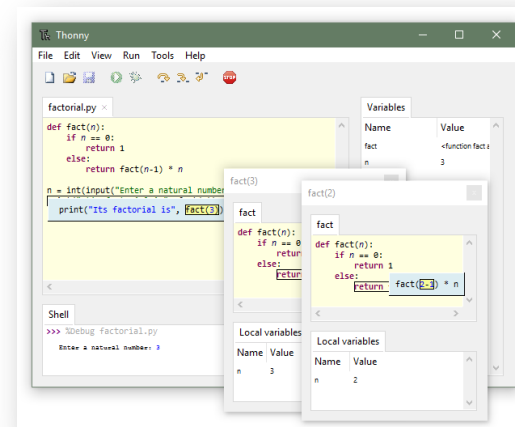 Thonny
File Edit View Run Tools Help
STOP
factorial.py ×
def fact(n):
if n == 0:
return 1
else:
return fact(n-1) * n
n = int(input("Enter a natural number
print("Its factorial is", fact(3))
Shell
>>> %Debug factorial.py
Enter a natural number: 3
Variables
Name Value
fact <function fact a
n 3
fact(3)
fact
def fact(n):
if n == 0
retur
else:
retur
Local variables
Name Value
n 3
fact(2)
fact
def fact(n):
if n == 0:
return 1
else:
return fact(2-1) * n
Local variables
Name Value
n 2